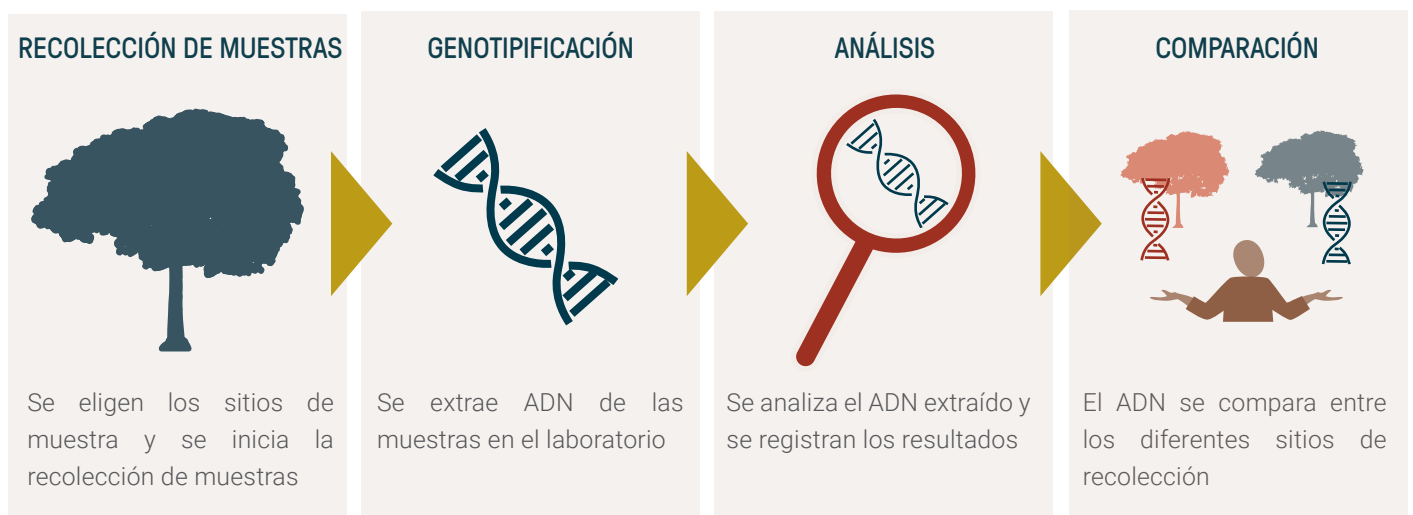 RECOLECCIÓN DE MUESTRAS
Se eligen los sitios de
muestra y se inicia la
recolección de muestras
GENOTIPIFICACIÓN
Se extrae ADN de las
muestras en el laboratorio
ANÁLISIS
Se analiza el ADN extraído y
se registran los resultados
COMPARACIÓN
El ADN se compara entre
los diferentes sitios de
recolección